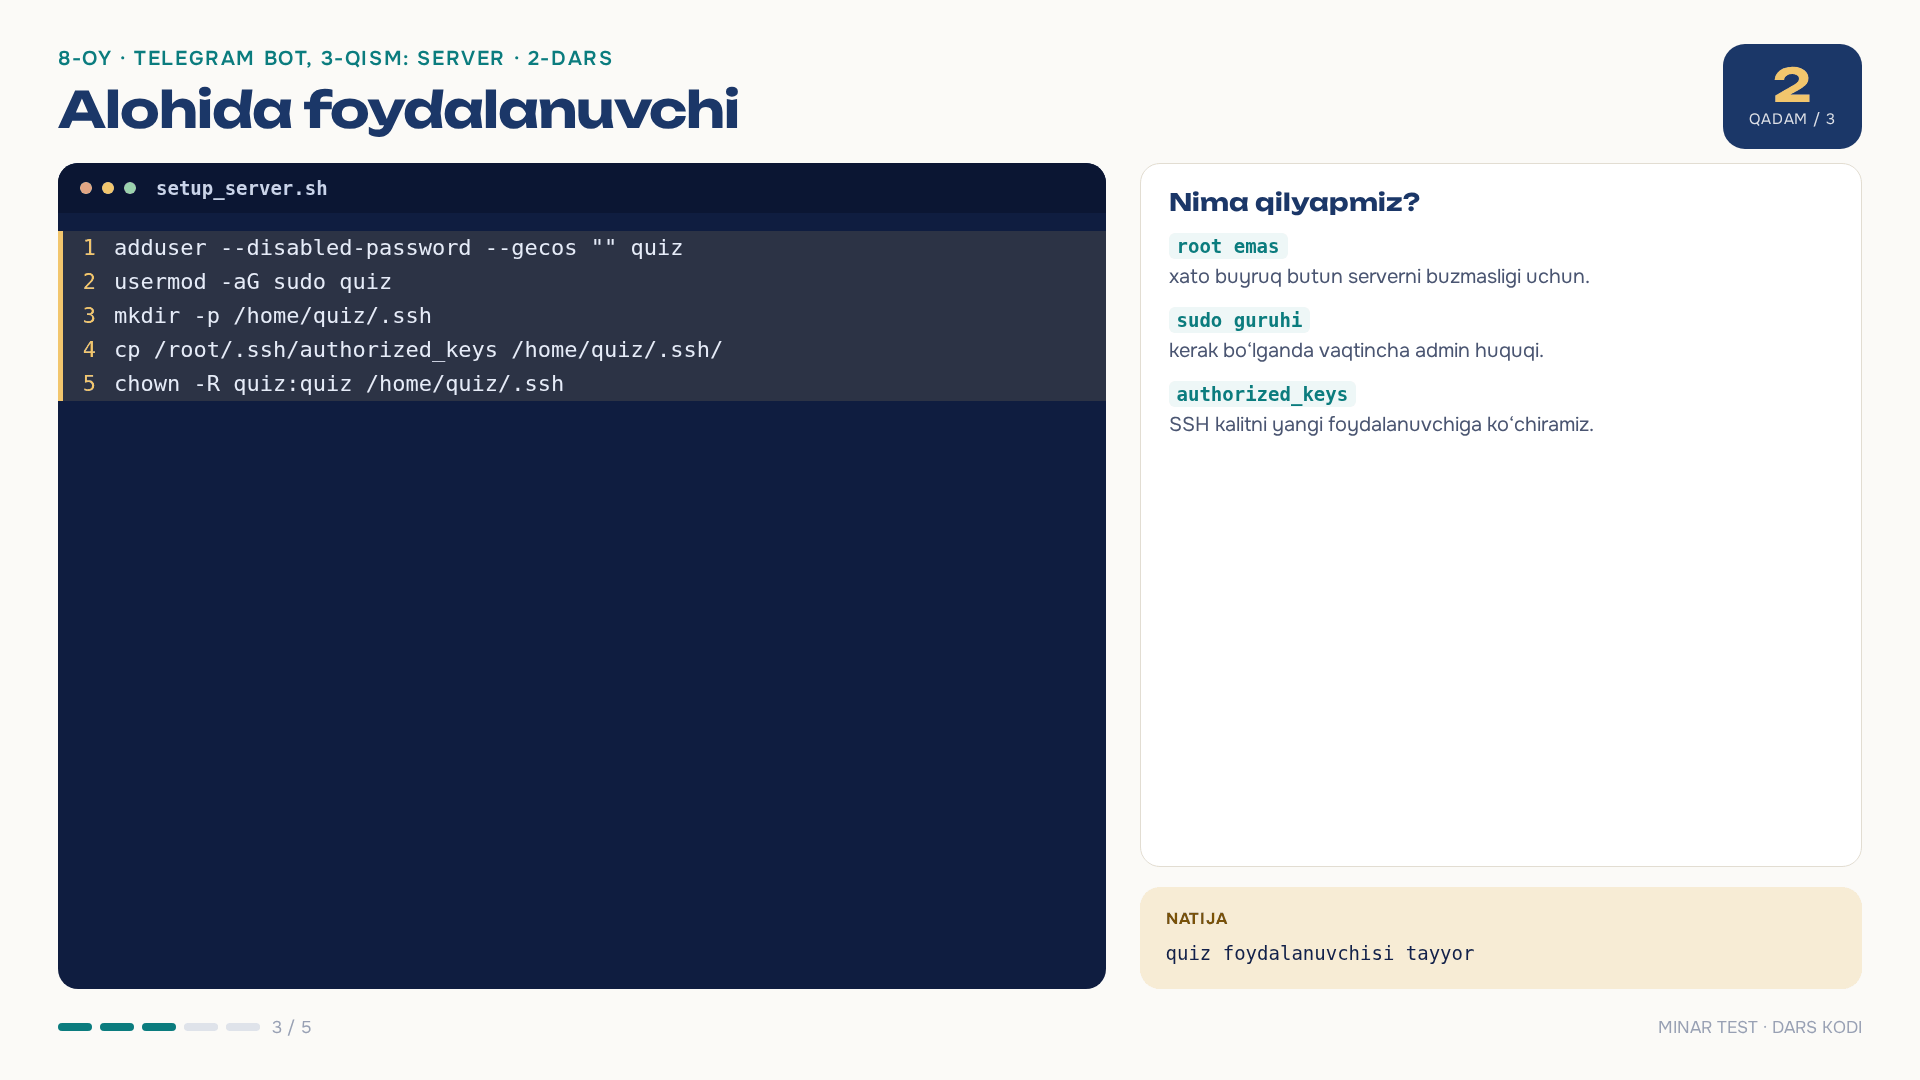 8-OY · TELEGRAM BOT, 3-QISM: SERVER · 2-DARS
Alohida foydalanuvchi
2
QADAM / 3
setup_server.sh
1 adduser --disabled-password --gecos "" quiz
2 usermod -aG sudo quiz
3 mkdir -p /home/quiz/.ssh
4 cp /root/.ssh/authorized_keys /home/quiz/.ssh/
5 chown -R quiz:quiz /home/quiz/.ssh
Nima qilyapmiz?
root emas
xato buyruq butun serverni buzmasligi uchun.
sudo guruhi
kerak bo‘lganda vaqtincha admin huquqi.
authorized_keys
SSH kalitni yangi foydalanuvchiga ko‘chiramiz.
NATIJA
quiz foydalanuvchisi tayyor
3 / 5
MINAR TEST · DARS KODI